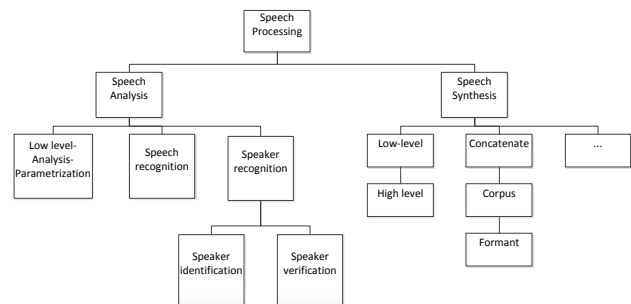 Speech
Processing
Speech
Analysis
Speech
Synthesis
Low level-
Analysis-
Parametrization
Speech
recognition
Speaker
recognition
Low-level
Concatenate
...
High level
Corpus
Formant
Speaker
identification
Speaker
verification